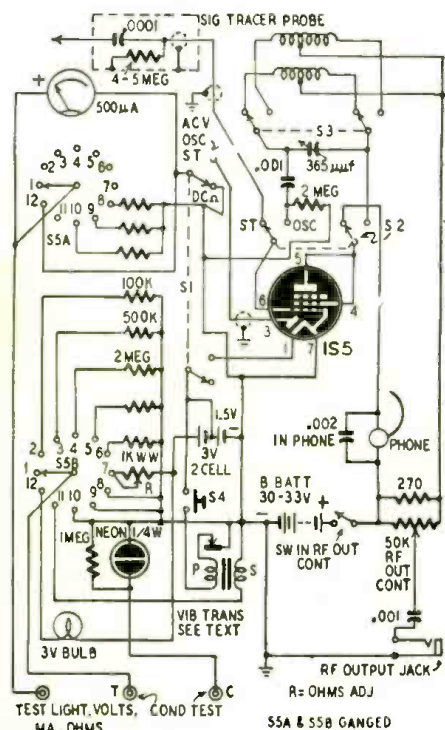 SIG TRACER PROBE
.0001
4-5 MEG
+
500µA
ACV
OSC
ST
DCΩ
S3
.001
365µµf
2 MEG
ST
OSC
S2
1 2 3 4 5 6 7 8 9 10 11 12
S5A
S1
5
6
4
3
1
7
1S5
100K
500K
2 MEG
1.5V
3V
2 CELL
.002
IN PHONE
PHONE
1 2 3 4 5 6 7 8 9 10 11 12
S5B
1K WW
R
S4
B BATT
30-33V
+
SW IN RF OUT
CONT
270
50K
RF
OUT
CONT
1MEG
NEON 1/4W
P
S
VIB TRANS
SEE TEXT
.001
3V BULB
RF OUTPUT JACK
T
C
TEST LIGHT, VOLTS,
MA, OHMS
COND TEST
R= OHMS ADJ
S5A & S5B GANGED